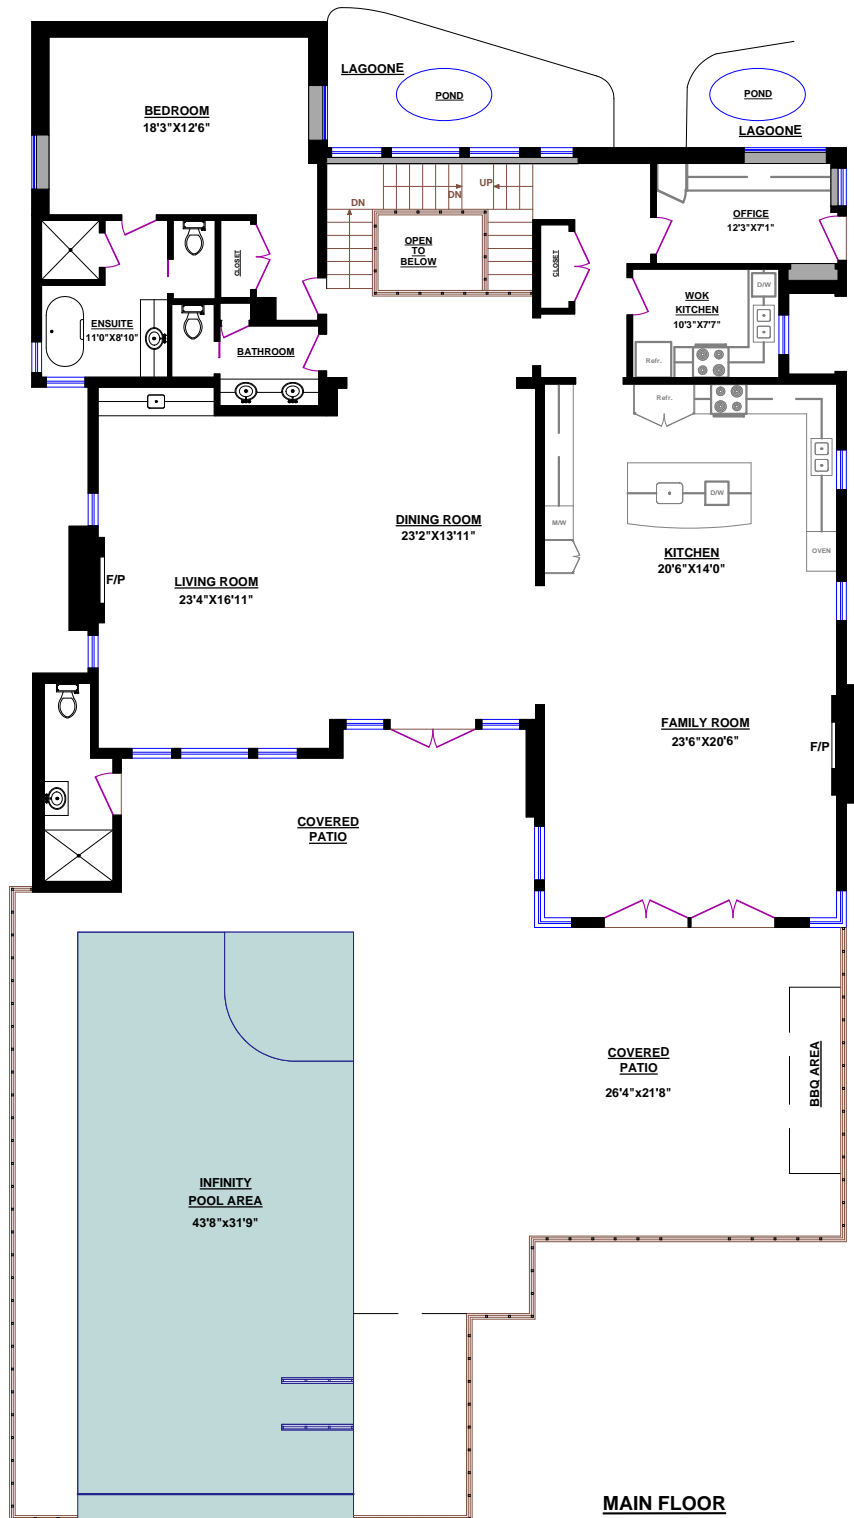 LAGOONE
POND
POND
LAGOONE
BEDROOM
18'3"X12'6"
DN
UP
DN
OPEN
TO
BELOW
OFFICE
12'3"X7'1"
CLOSET
CLOSET
WOK
KITCHEN
10'3"X7'7"
D/W
Refr.
ENSUITE
11'0"X8'10"
BATHROOM
Refr.
D/W
M/W
OVEN
KITCHEN
20'6"X14'0"
DINING ROOM
23'2"X13'11"
F/P
LIVING ROOM
23'4"X16'11"
FAMILY ROOM
23'6"X20'6"
F/P
COVERED
PATIO
COVERED
PATIO
26'4"x21'8"
BBQ AREA
INFINITY
POOL AREA
43'8"x31'9"
MAIN FLOOR